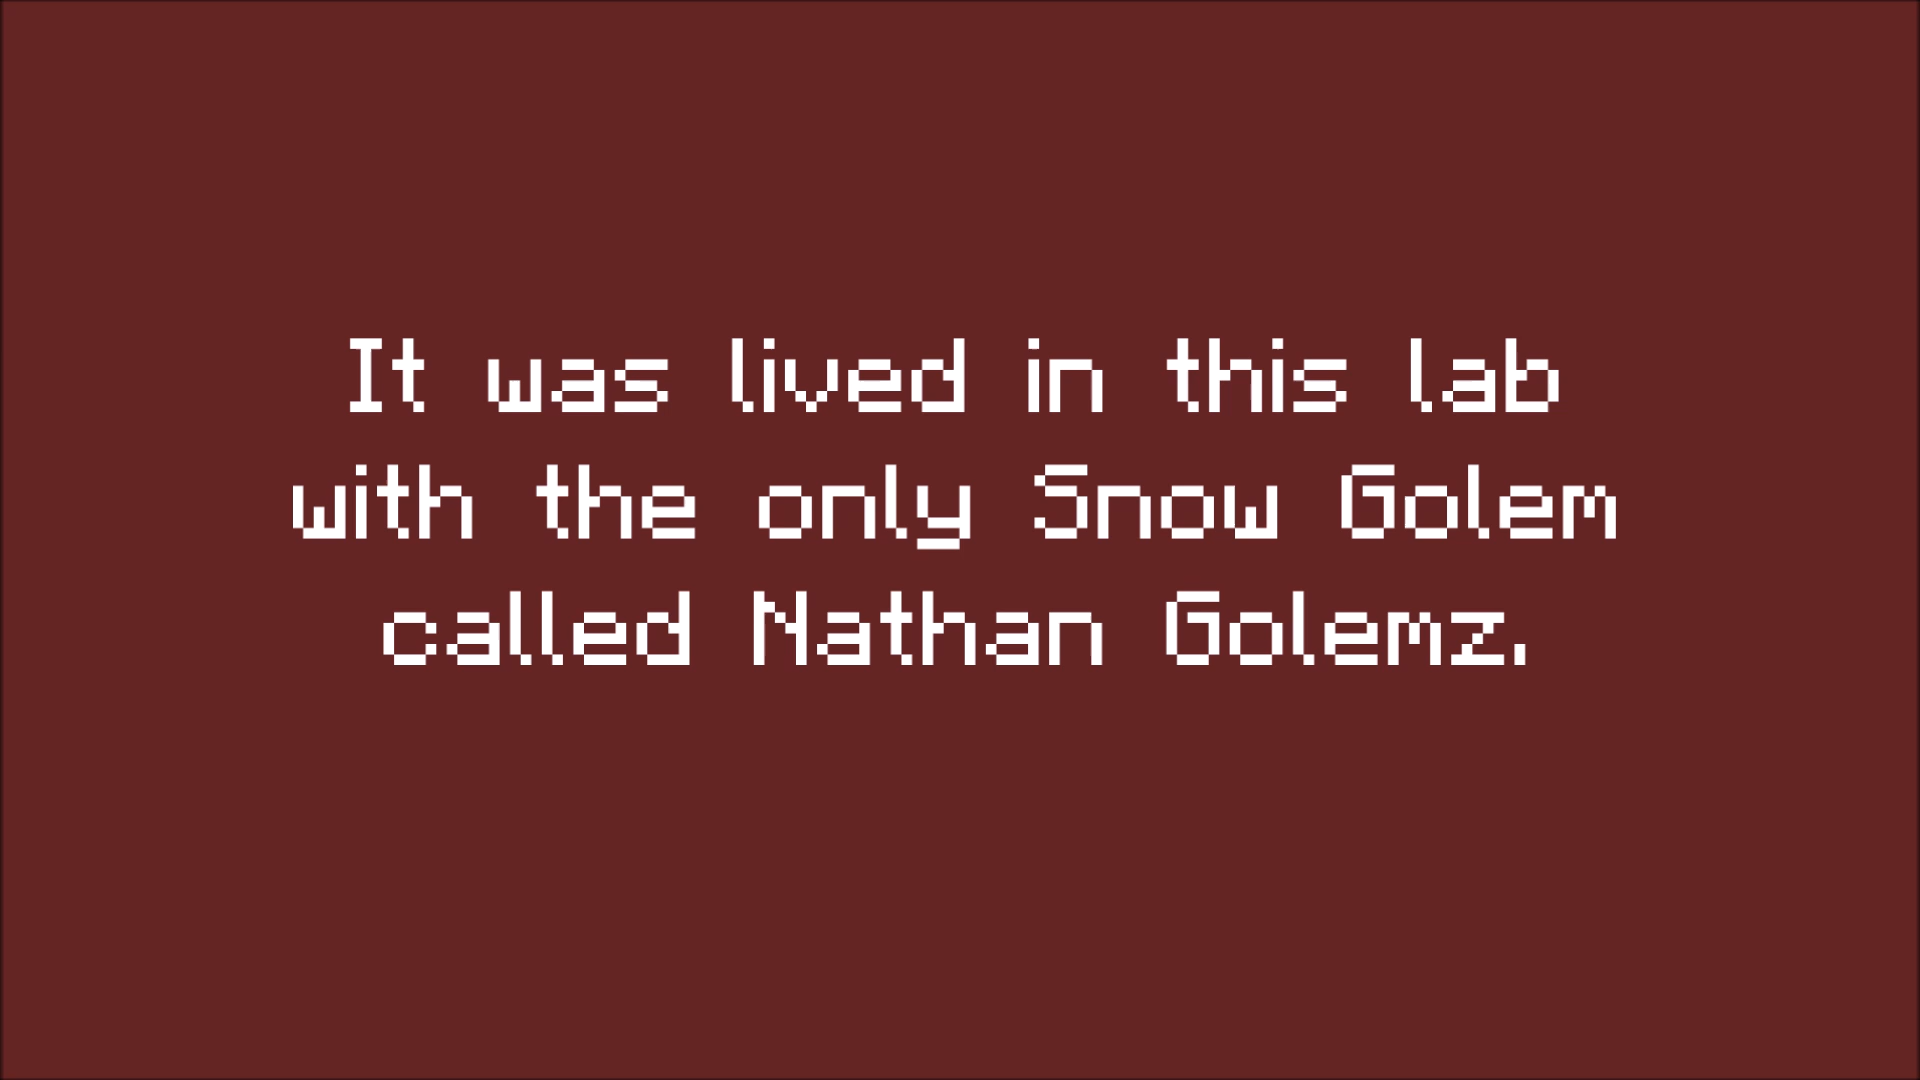 It was lived in this lab
with the only Snow Golem
called Nathan Golemz.